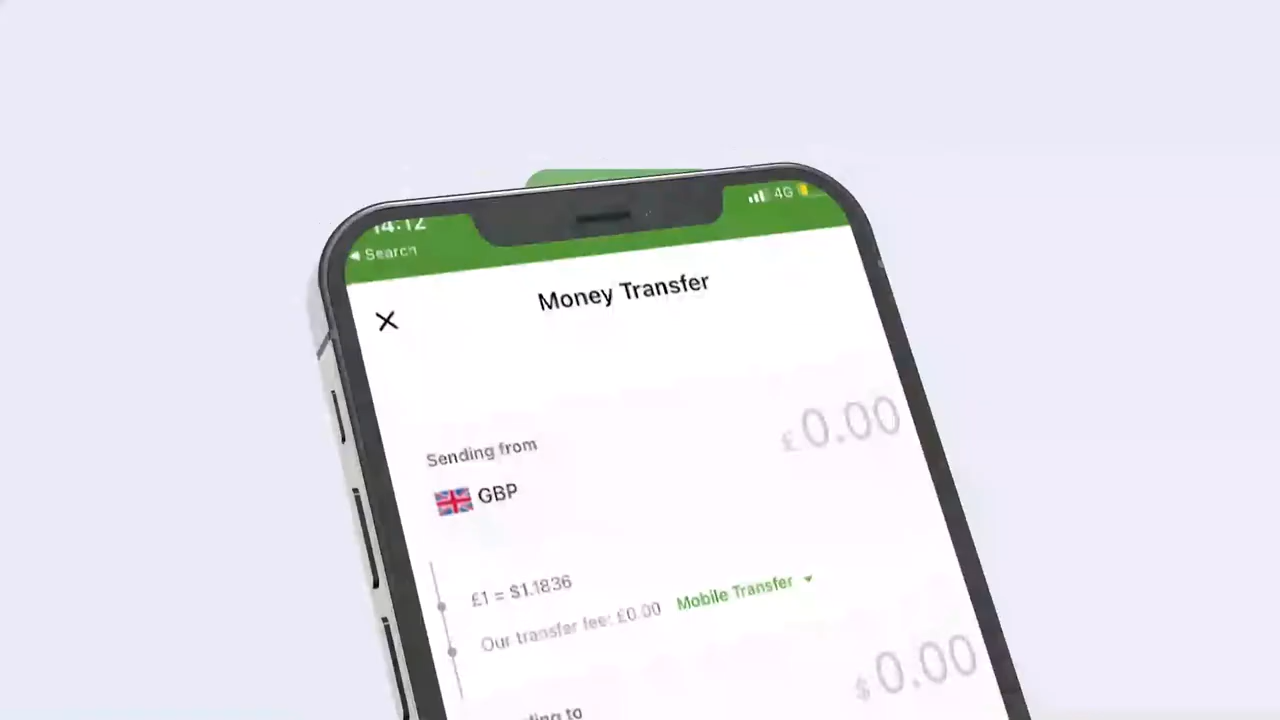 14:12
4G
◀ Search
Money Transfer
Sending from
£0.00
GBP
£1 = $1.1836
Our transfer fee: £0.00 Mobile Transfer
$0.00
to